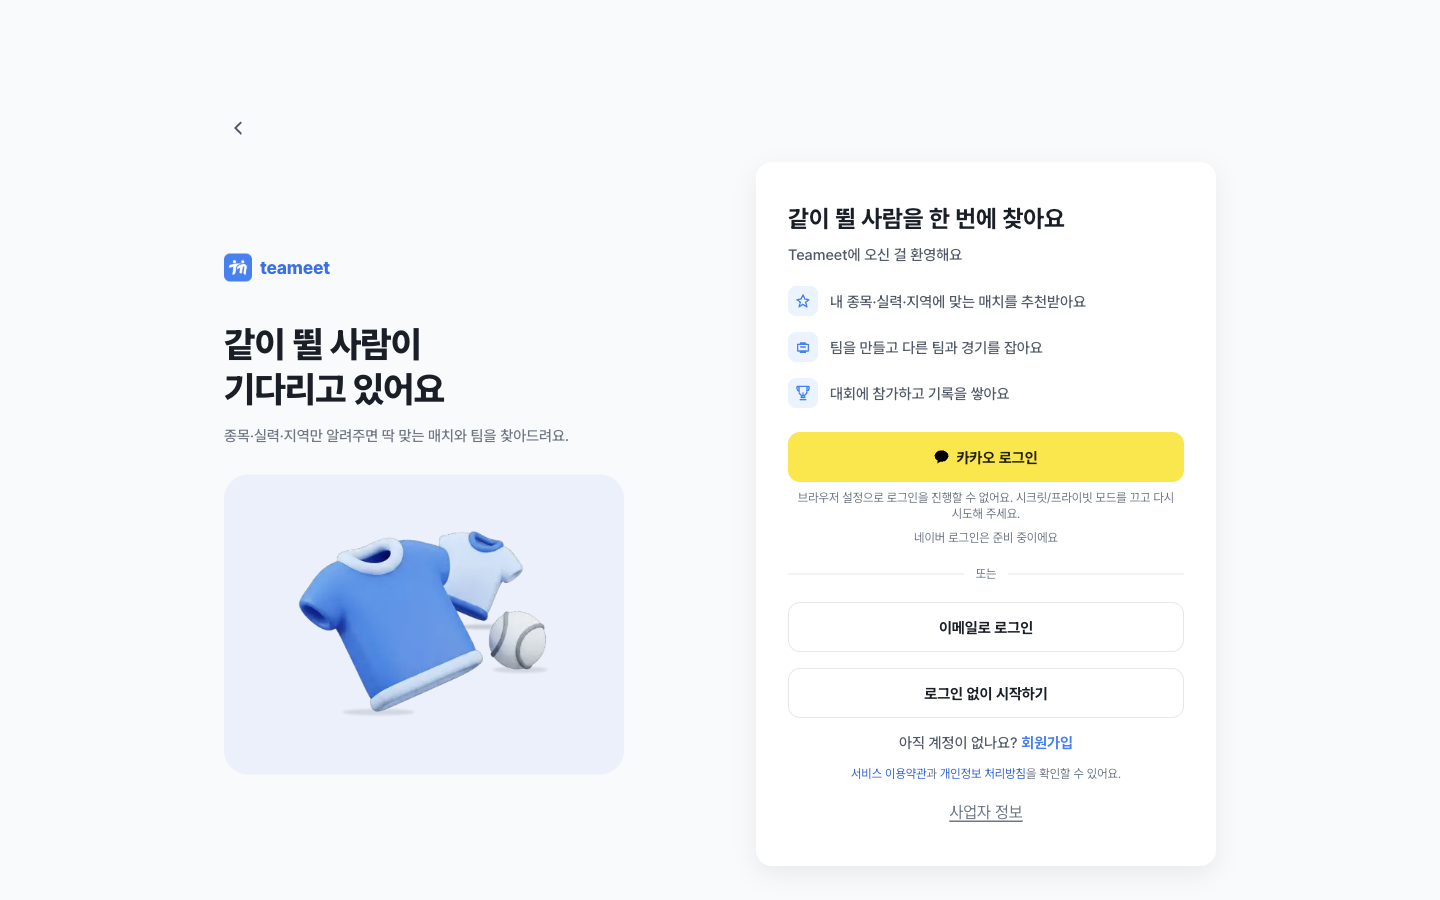 teameet
같이 뛸 사람이
기다리고 있어요
종목·실력·지역만 알려주면 딱 맞는 매치와 팀을 찾아드려요.
같이 뛸 사람을 한 번에 찾아요
Teameet에 오신 걸 환영해요
내 종목·실력·지역에 맞는 매치를 추천받아요
팀을 만들고 다른 팀과 경기를 잡아요
대회에 참가하고 기록을 쌓아요
카카오 로그인
브라우저 설정으로 로그인을 진행할 수 없어요. 시크릿/프라이빗 모드를 끄고 다시
시도해 주세요.
네이버 로그인은 준비 중이에요
또는
이메일로 로그인
로그인 없이 시작하기
아직 계정이 없나요? 회원가입
서비스 이용약관과 개인정보 처리방침을 확인할 수 있어요.
사업자 정보